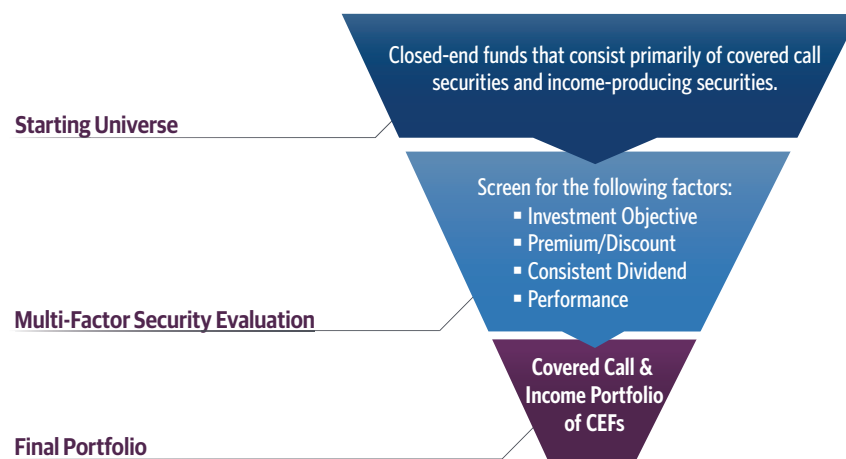 Closed-end funds that consist primarily of covered call
securities and income-producing securities.
Starting Universe
Screen for the following factors:
▪ Investment Objective
▪ Premium/Discount
▪ Consistent Dividend
▪ Performance
Multi-Factor Security Evaluation
Covered Call &
Income Portfolio
of CEFs
Final Portfolio